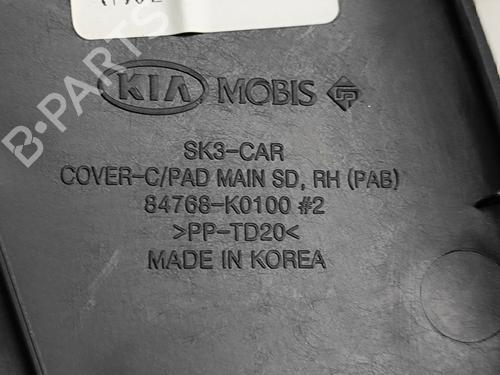 KIA MOBIS GP
SK3-CAR
COVER-C/PAD MAIN SD, RH (PAB)
84768-K0100 #2
>PP-TD20<
MADE IN KOREA
B-PARTS